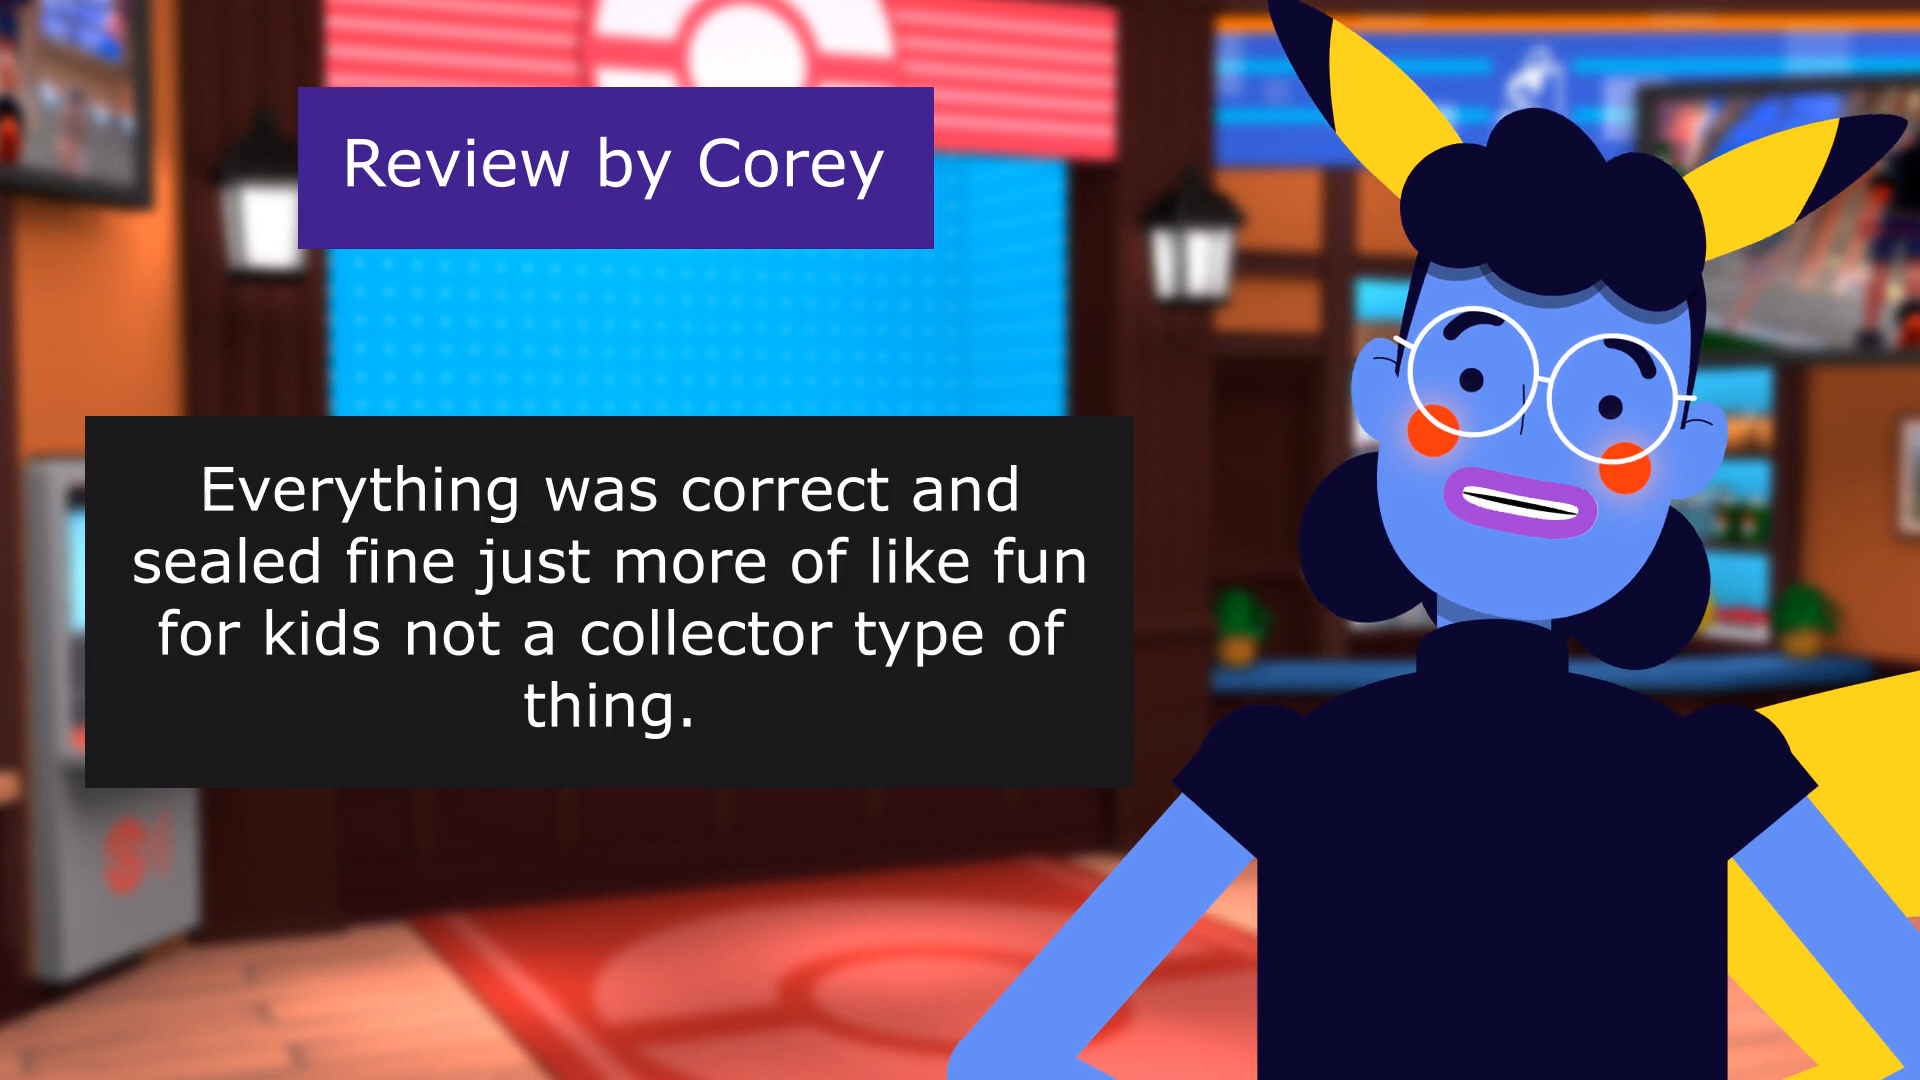 Review by Corey
Everything was correct and
sealed fine just more of like fun
for kids not a collector type of
thing.